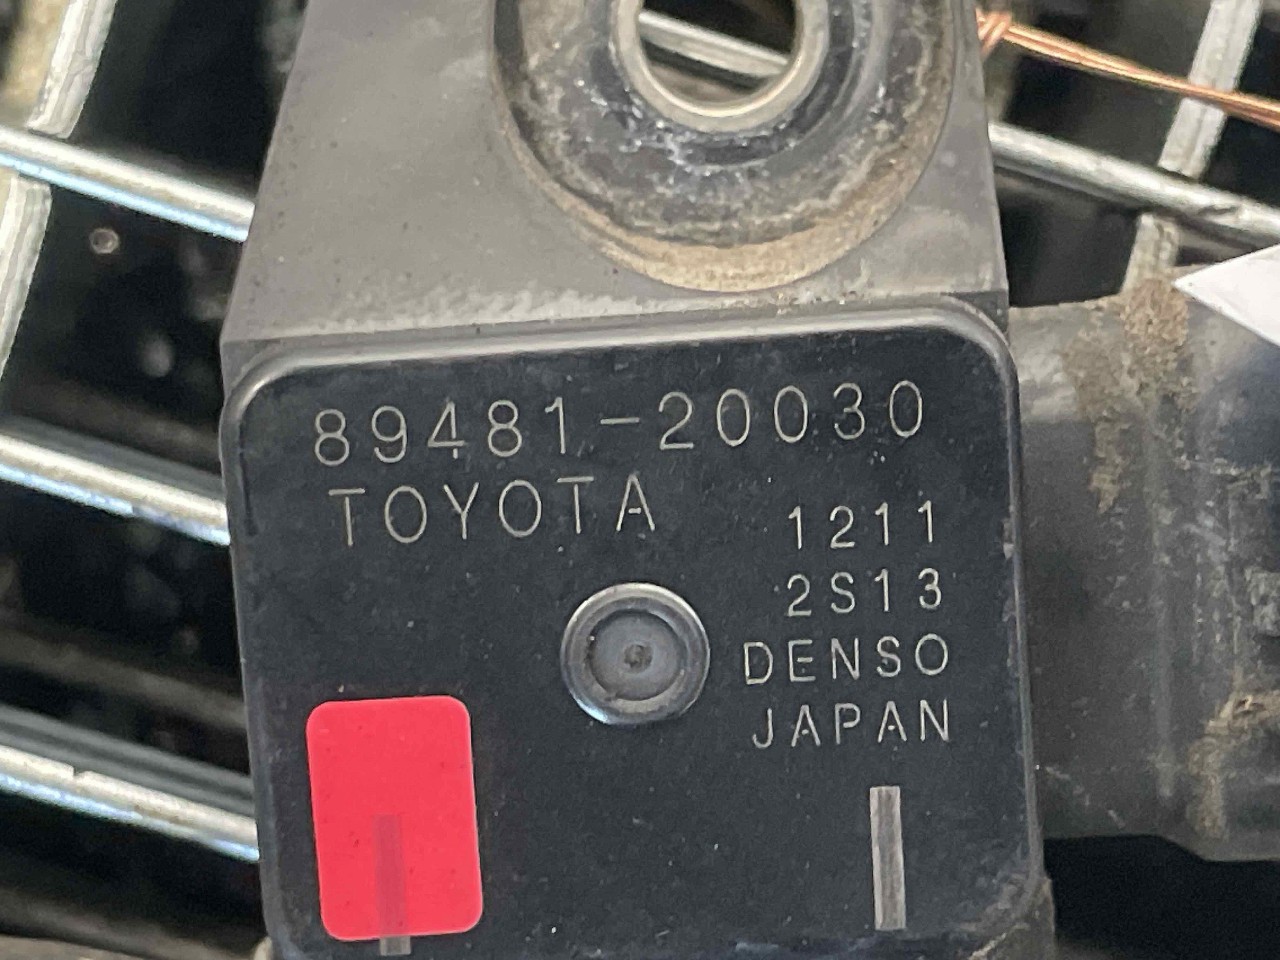 89481-20030
TOYOTA
1211
2S13
DENSO
JAPAN